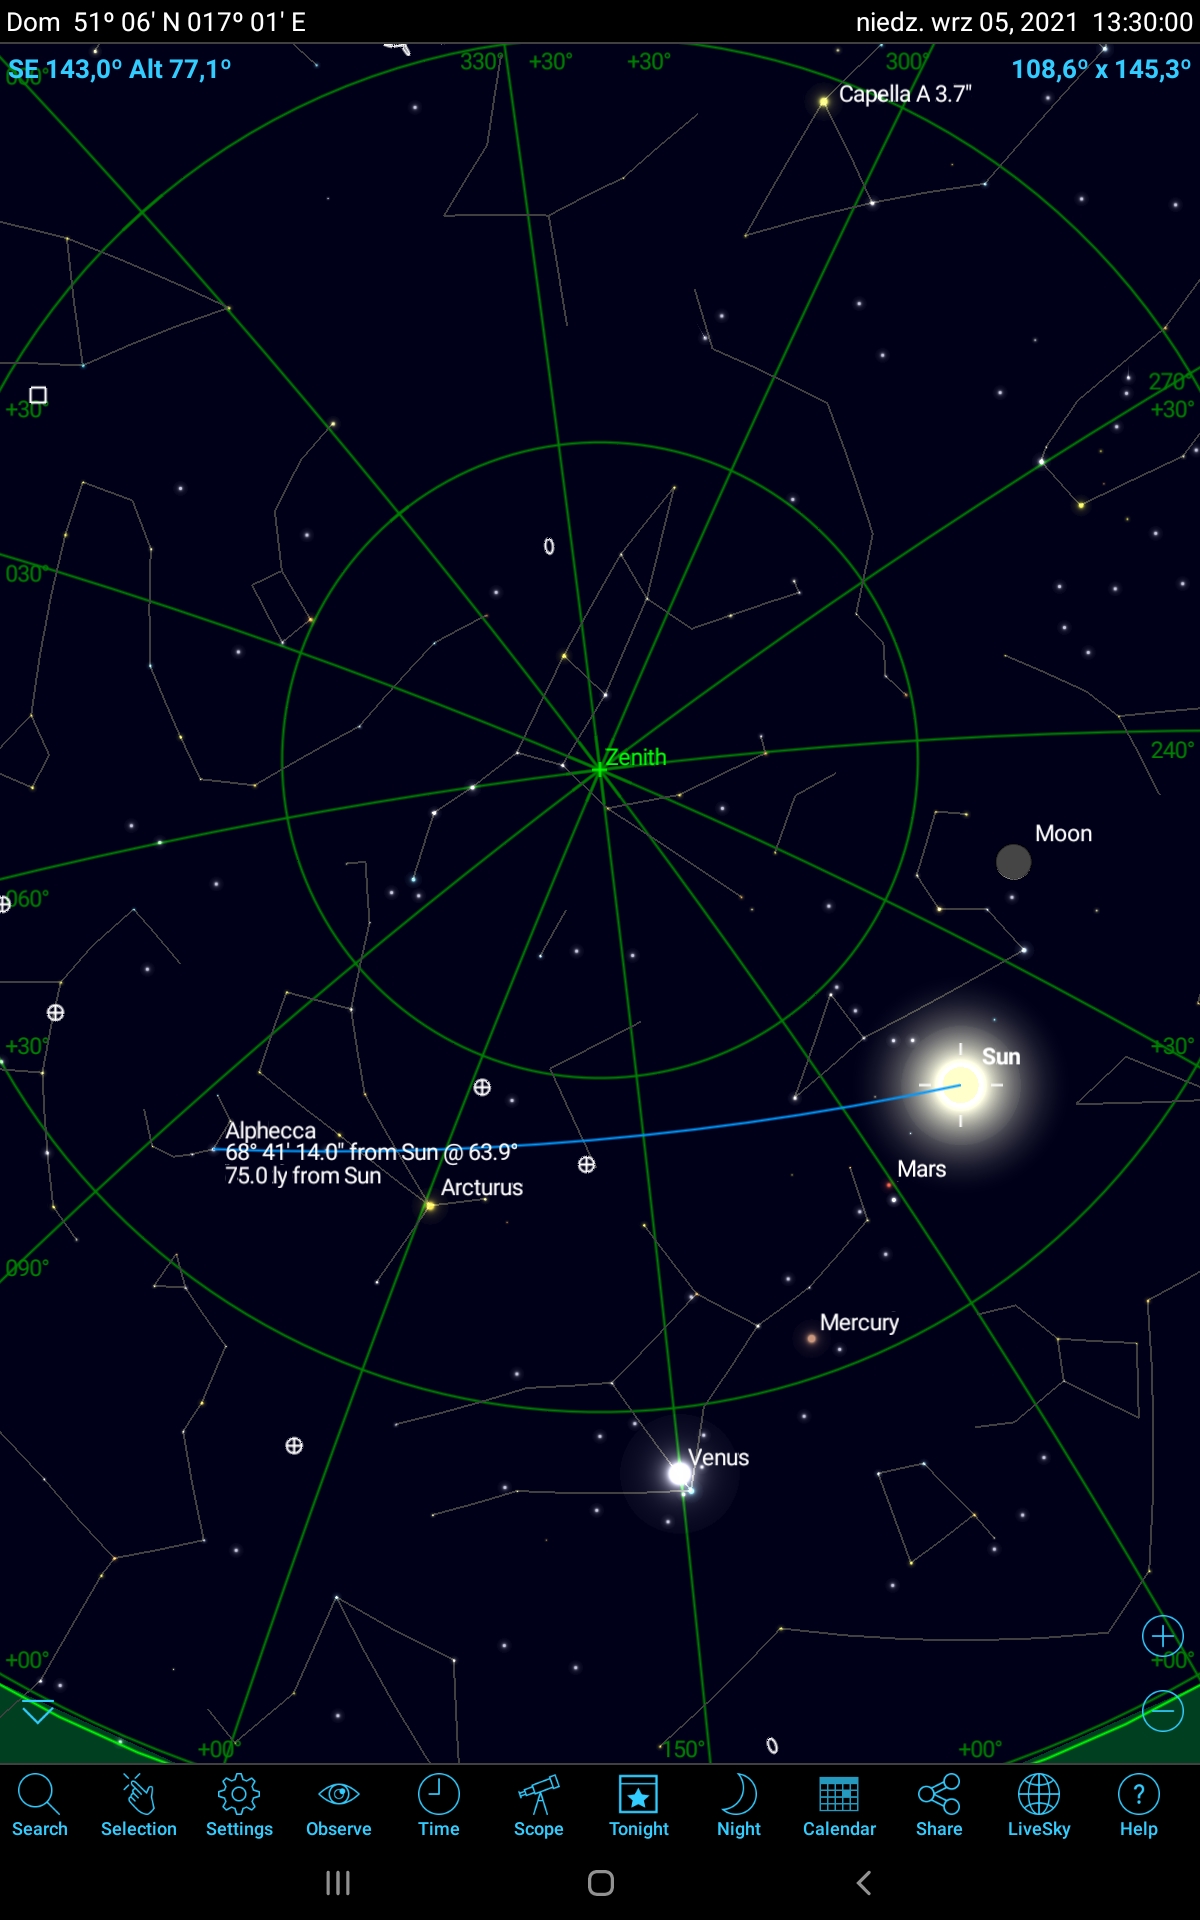 Dom 51° 06' N 017° 01' E
niedz. wrz 05, 2021 13:30:00
SE 143,0° Alt 77,1°
108,6° x 145,3°
330°
+30°
+30°
300°
Capella A 3.7"
270°
+30°
+30°
030°
Zenith
240°
Moon
060°
+30°
+30°
Sun
Alphecca
68° 41' 14.0" from Sun @ 63.9°
75.0 ly from Sun
Mars
Arcturus
090°
Mercury
Venus
+00°
+00°
+00°
150°
+00°
Search
Selection
Settings
Observe
Time
Scope
Tonight
Night
Calendar
Share
LiveSky
Help